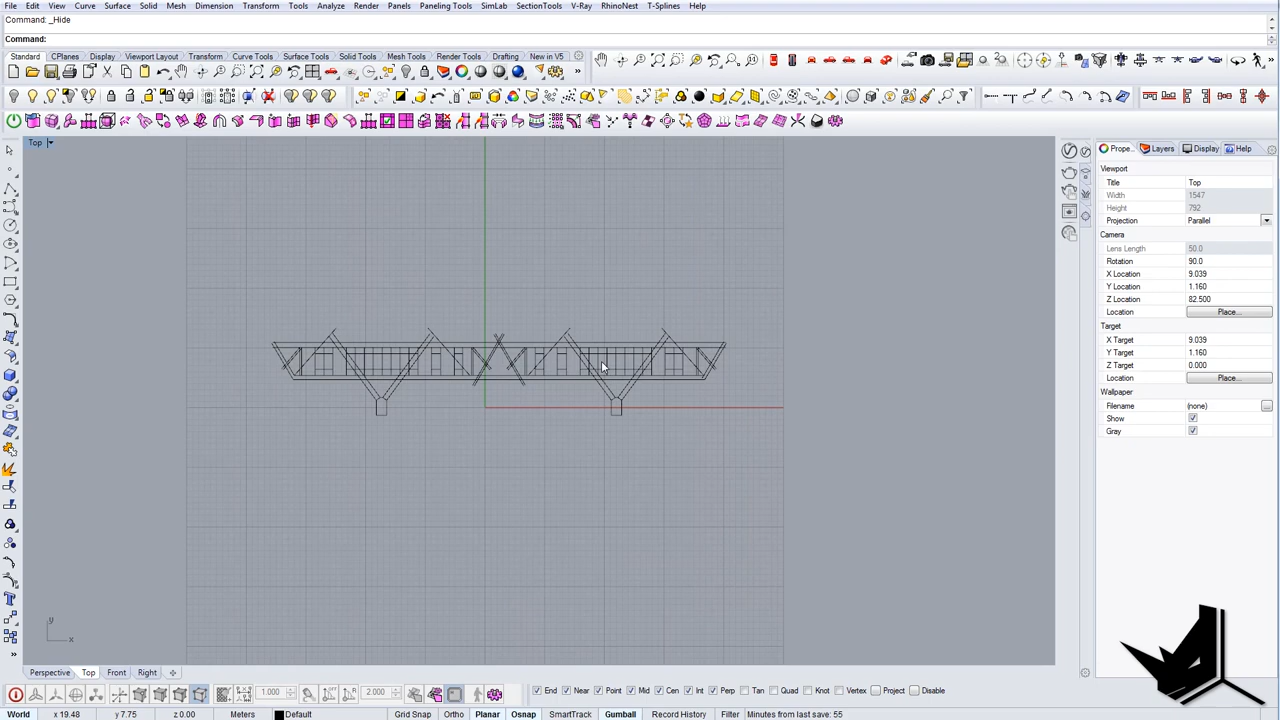 File Edit View Curve Surface Solid Mesh Dimension Transform Tools Analyze Render Panels Paneling Tools SimLab SectionTools V-Ray RhinoNest T-Splines Help
Command: _Hide
Command:
Standard CPlanes Display Viewport Layout Transform Curve Tools Surface Tools Solid Tools Mesh Tools Drafting New in V5
Top
Prope... Layers Display Help
Viewport
Title Top
Width 1547
Height 792
Projection Parallel
Camera
Lens Length 50.0
Rotation 90.0
X Location 9.039
Y Location 1.160
Z Location 82.500
Location Place...
Target
X Target 9.039
Y Target 1.160
Z Target 0.000
Location Place...
Wallpaper
Filename (none) ...
Show
Gray
y
x
Perspective Top Front Right
1.000 2.000 End Near Point Mid Cen Int Perp Tan Quad Knot Vertex Project Disable
World x 19.48 y 7.75 z 0.00 Meters Default Grid Snap Ortho Planar Osnap SmartTrack Gumball Record History Filter Minutes from last save: 55